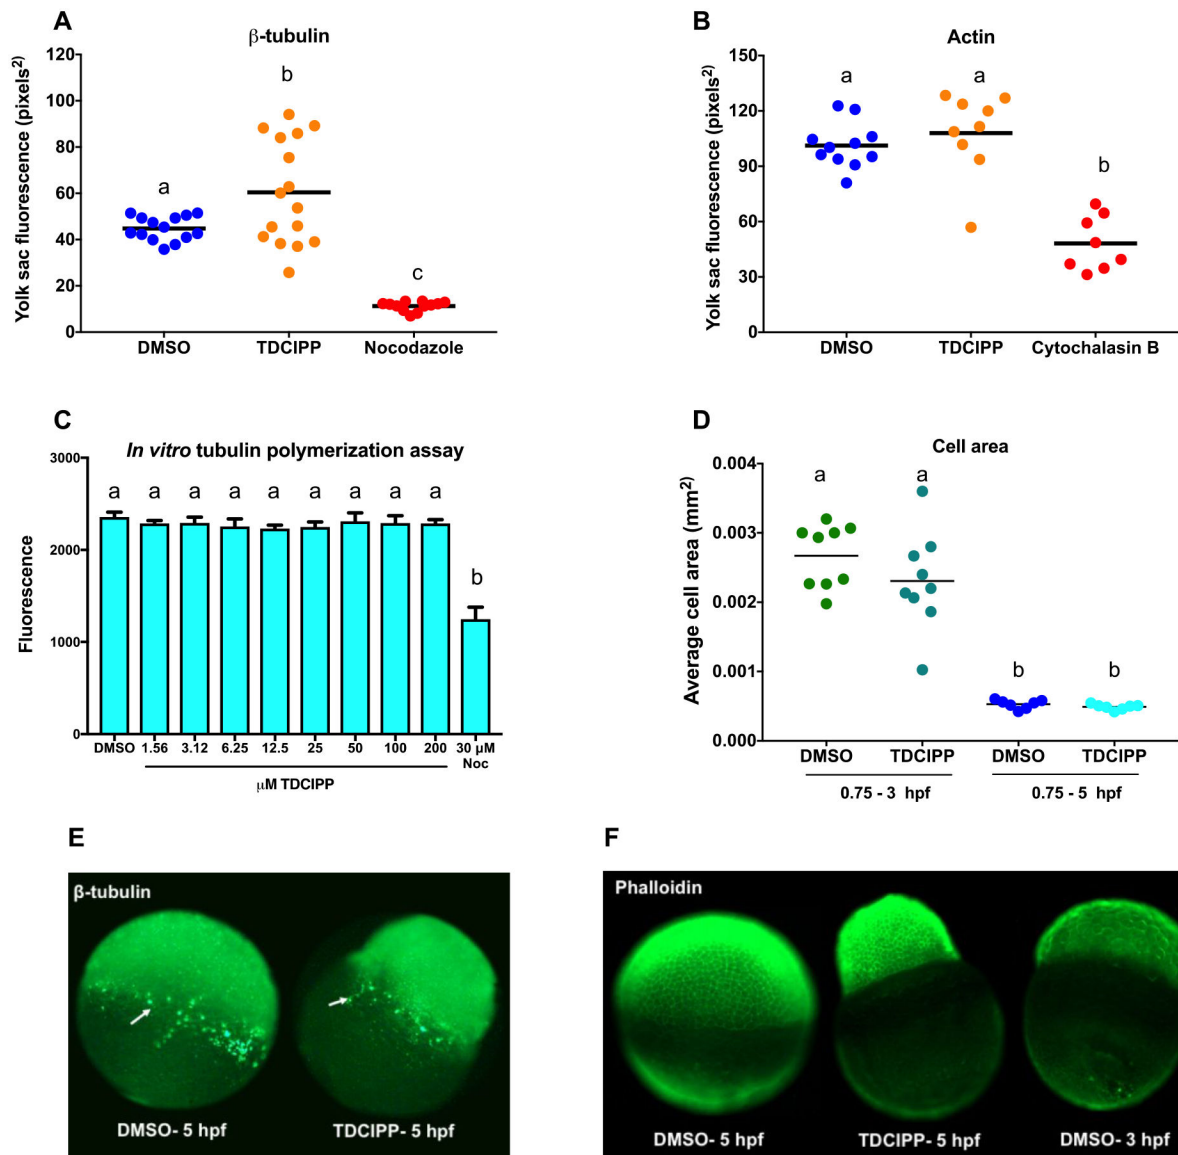 A
β-tubulin
Yolk sac fluorescence (pixels²)
120
100
80
60
40
20
0
a
b
c
DMSO
TDCIPP
Nocodazole
B
Actin
Yolk sac fluorescence (pixels²)
150
120
90
60
30
0
a
a
b
DMSO
TDCIPP
Cytochalasin B
C
In vitro tubulin polymerization assay
Fluorescence
3000
2000
1000
0
a a a a a a a a a b
DMSO 1.56 3.12 6.25 12.5 25 50 100 200 30 µM
Noc
µM TDCIPP
D
Cell area
Average cell area (mm²)
0.004
0.003
0.002
0.001
0.000
a
a
b
b
DMSO
TDCIPP
DMSO
TDCIPP
0.75 - 3 hpf
0.75 - 5 hpf
E
β-tubulin
DMSO- 5 hpf
TDCIPP- 5 hpf
F
Phalloidin
DMSO- 5 hpf
TDCIPP- 5 hpf
DMSO- 3 hpf